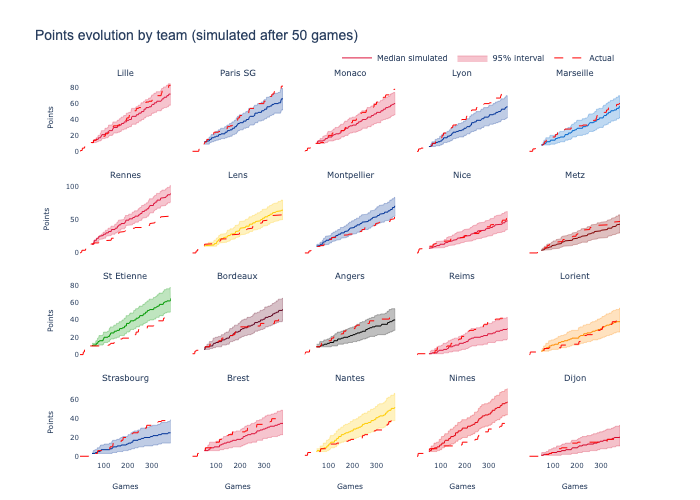 Points evolution by team (simulated after 50 games)
Median simulated 95% interval Actual
Lille Paris SG Monaco Lyon Marseille
80
60
40
20
0
Points
Rennes Lens Montpellier Nice Metz
100
50
0
Points
St Etienne Bordeaux Angers Reims Lorient
80
60
40
20
0
Points
Strasbourg Brest Nantes Nimes Dijon
60
40
20
0
Points
100 200 300 100 200 300 100 200 300 100 200 300 100 200 300
Games Games Games Games Games